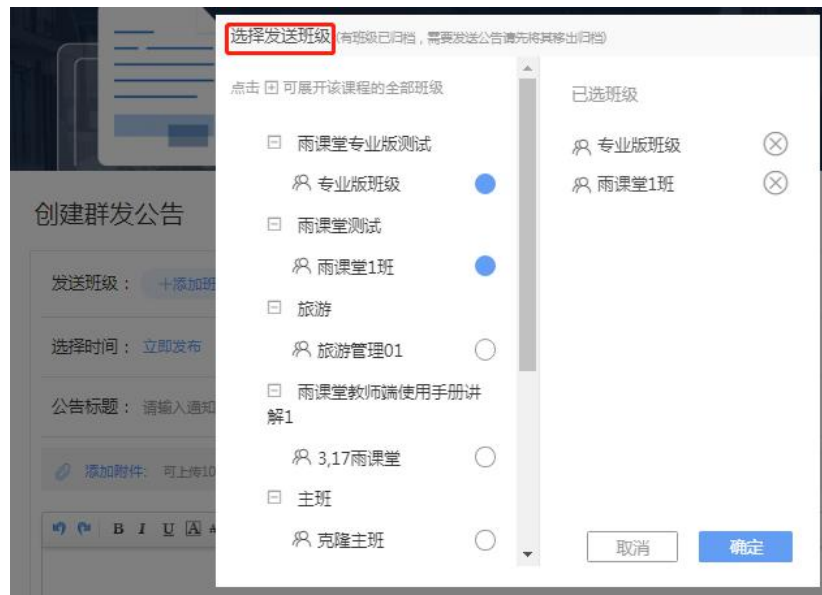 选择发送班级(有班级已归档，需要发送公告请先将其移出归档)
点击 可展开该课程的全部班级
雨课堂专业版测试
专业版班级
雨课堂测试
雨课堂1班
旅游
旅游管理01
雨课堂教师端使用手册讲
解1
3,17雨课堂
主班
克隆主班
已选班级
专业版班级
雨课堂1班
取消
确定
创建群发公告
发送班级： +添加班
选择时间： 立即发布
公告标题： 请输入通知
添加附件: 可上传10
B I U A